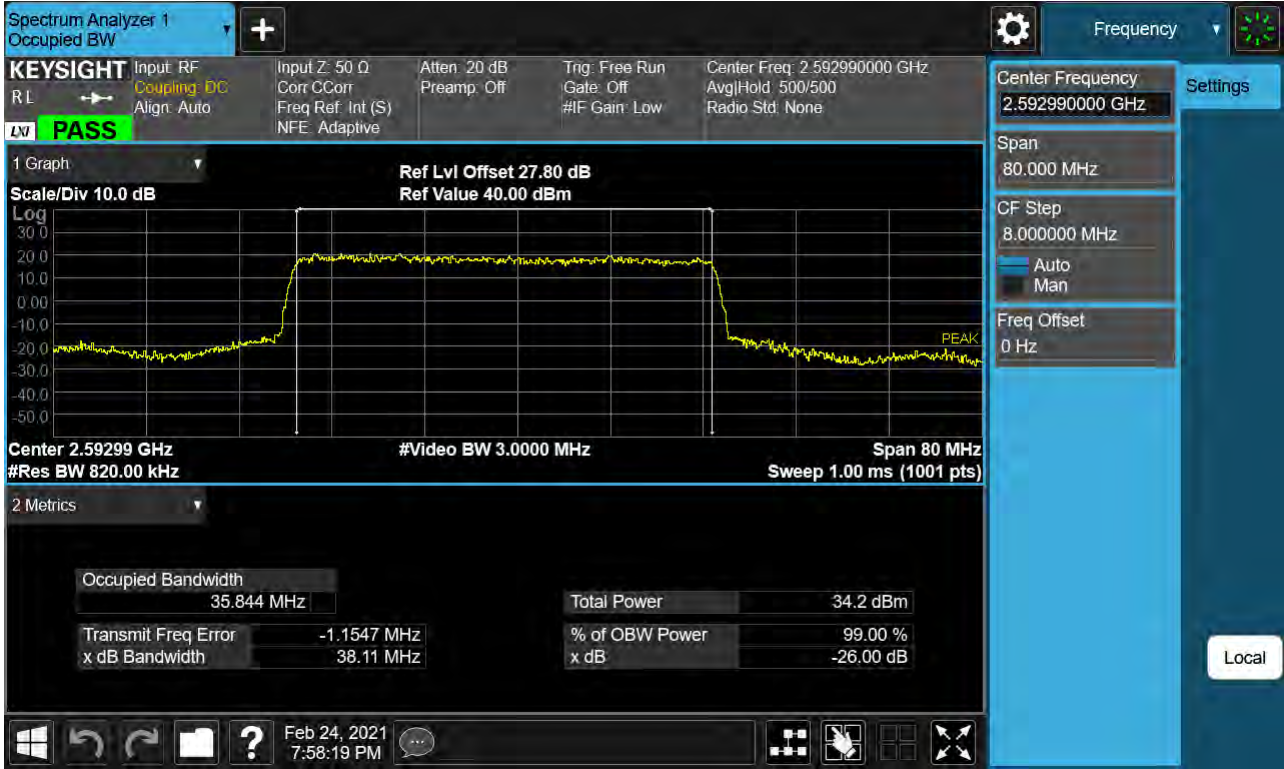 Spectrum Analyzer 1
Occupied BW
Frequency
KEYSIGHT
RL
LXI
PASS
Input: RF
Coupling: DC
Align: Auto
Input Z: 50 Ω
Corr CCorr
Freq Ref: Int (S)
NFE: Adaptive
Atten: 20 dB
Preamp: Off
Trig: Free Run
Gate: Off
#IF Gain: Low
Center Freq: 2.592990000 GHz
Avg|Hold: 500/500
Radio Std: None
Center Frequency
2.592990000 GHz
Settings
Span
80.000 MHz
CF Step
8.000000 MHz
Auto
Man
Freq Offset
0 Hz
1 Graph
Scale/Div 10.0 dB
Ref Lvl Offset 27.80 dB
Ref Value 40.00 dBm
Log
30.0
20.0
10.0
0.00
-10.0
-20.0
-30.0
-40.0
-50.0
PEAK
Center 2.59299 GHz
#Video BW 3.0000 MHz
Span 80 MHz
#Res BW 820.00 kHz
Sweep 1.00 ms (1001 pts)
2 Metrics
Occupied Bandwidth
35.844 MHz
Total Power 34.2 dBm
Transmit Freq Error -1.1547 MHz
% of OBW Power 99.00 %
x dB Bandwidth 38.11 MHz
x dB -26.00 dB
Local
?
Feb 24, 2021
7:58:19 PM